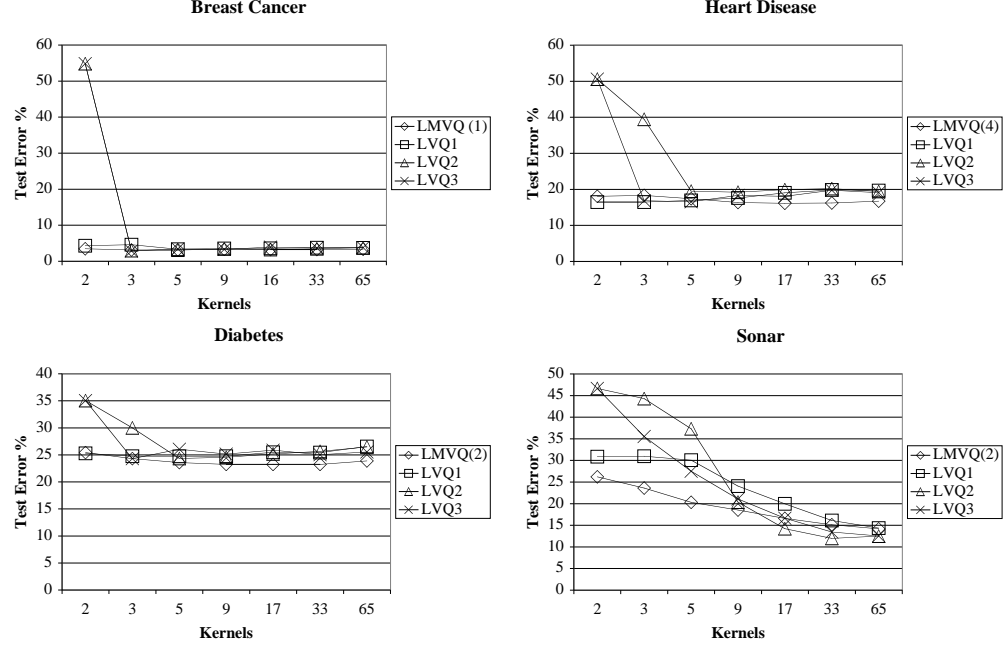 Breast Cancer
60
50
40
30
20
10
0
Test Error %
2 3 5 9 16 33 65
Kernels
LMVQ (1)
LVQ1
LVQ2
LVQ3
Heart Disease
60
50
40
30
20
10
0
Test Error %
2 3 5 9 17 33 65
Kernels
LMVQ(4)
LVQ1
LVQ2
LVQ3
Diabetes
40
35
30
25
20
15
10
5
0
Test Error %
2 3 5 9 17 33 65
Kernels
LMVQ(2)
LVQ1
LVQ2
LVQ3
Sonar
50
45
40
35
30
25
20
15
10
5
0
Test Error %
2 3 5 9 17 33 65
Kernels
LMVQ(2)
LVQ1
LVQ2
LVQ3